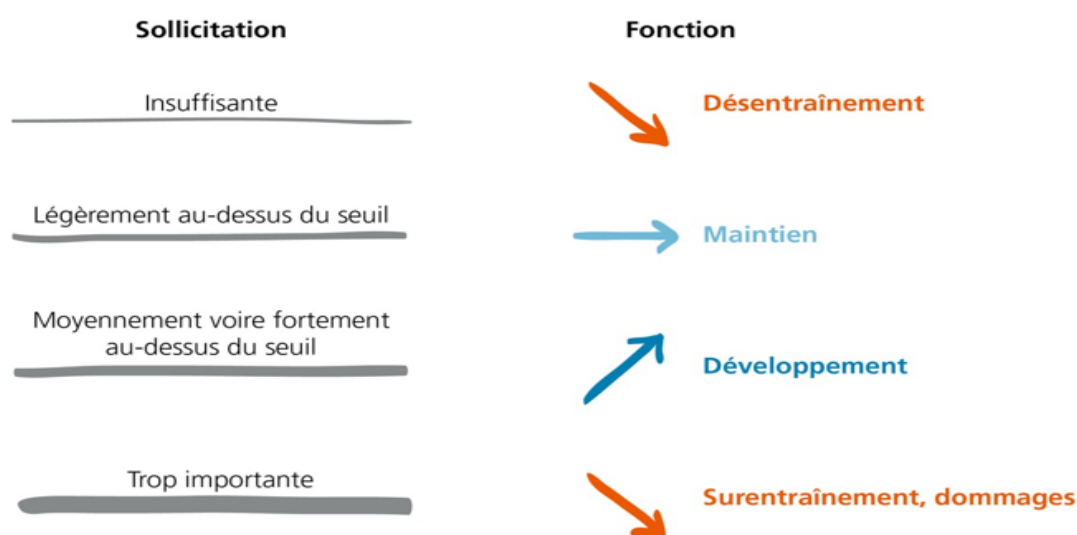 Sollicitation
Fonction
Insuffisante
Désentraînement
Légèrement au-dessus du seuil
Maintien
Moyennement voire fortement
au-dessus du seuil
Développement
Trop importante
Surentraînement, dommages